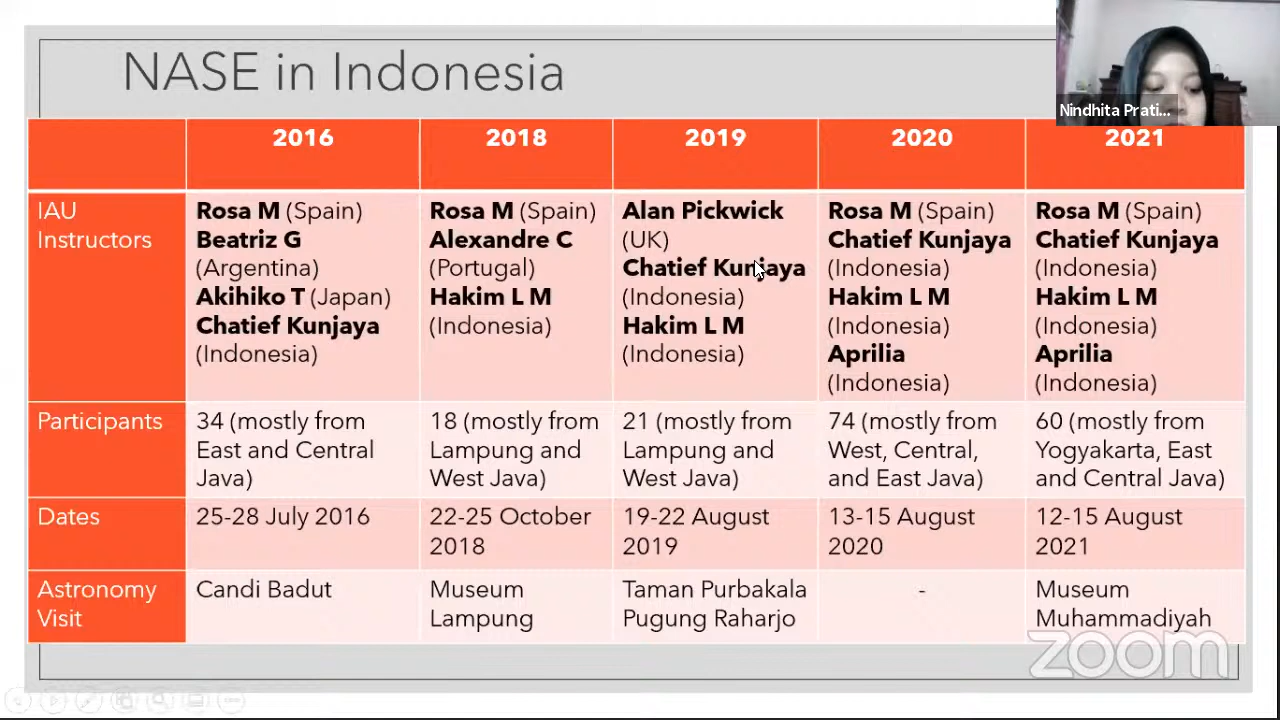 NASE in Indonesia
Nindhita Prati...
2016 2018 2019 2020 2021
IAU
Instructors
Rosa M (Spain)
Beatriz G
(Argentina)
Akihiko T (Japan)
Chatief Kunjaya
(Indonesia)
Rosa M (Spain)
Alexandre C
(Portugal)
Hakim L M
(Indonesia)
Alan Pickwick
(UK)
Chatief Kunjaya
(Indonesia)
Hakim L M
(Indonesia)
Rosa M (Spain)
Chatief Kunjaya
(Indonesia)
Hakim L M
(Indonesia)
Aprilia
(Indonesia)
Rosa M (Spain)
Chatief Kunjaya
(Indonesia)
Hakim L M
(Indonesia)
Aprilia
(Indonesia)
Participants
34 (mostly from
East and Central
Java)
18 (mostly from
Lampung and
West Java)
21 (mostly from
Lampung and
West Java)
74 (mostly from
West, Central,
and East Java)
60 (mostly from
Yogyakarta, East
and Central Java)
Dates
25-28 July 2016
22-25 October
2018
19-22 August
2019
13-15 August
2020
12-15 August
2021
Astronomy
Visit
Candi Badut
Museum
Lampung
Taman Purbakala
Pugung Raharjo
-
Museum
Muhammadiyah
zoom